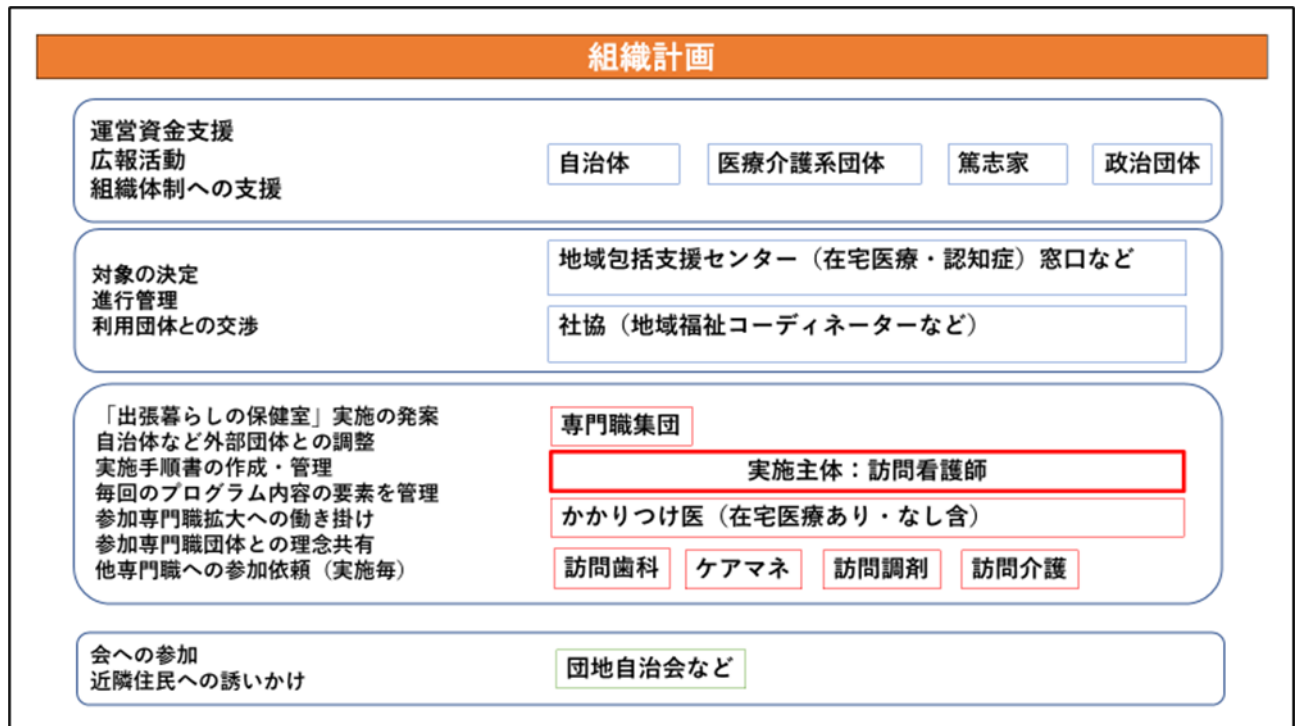 組織計画
運営資金支援
広報活動
組織体制への支援
自治体
医療介護系団体
篤志家
政治団体
対象の決定
進行管理
利用団体との交渉
地域包括支援センター（在宅医療・認知症）窓口など
社協（地域福祉コーディネーターなど）
「出張暮らしの保健室」実施の発案
自治体など外部団体との調整
実施手順書の作成・管理
毎回のプログラム内容の要素を管理
参加専門職拡大への働き掛け
参加専門職団体との理念共有
他専門職への参加依頼（実施毎）
専門職集団
実施主体：訪問看護師
かかりつけ医（在宅医療あり・なし含）
訪問歯科
ケアマネ
訪問調剤
訪問介護
会への参加
近隣住民への誘いかけ
団地自治会など